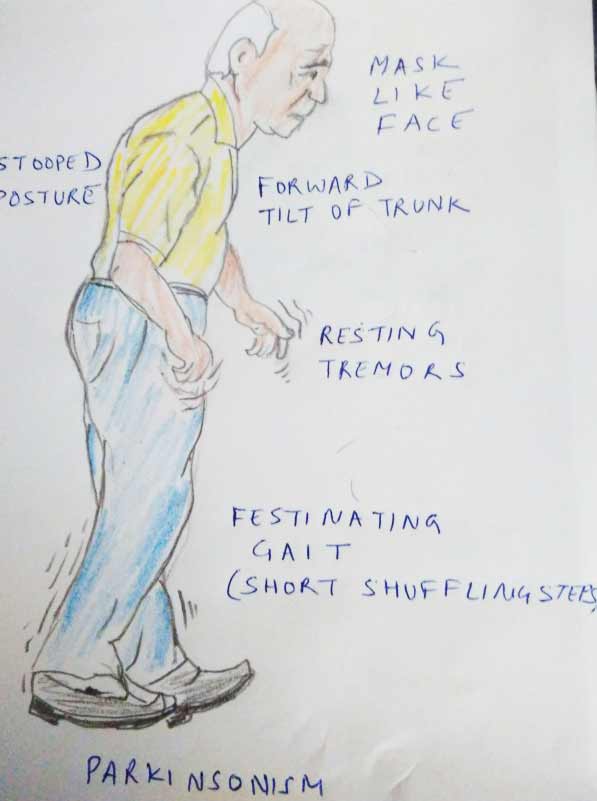 MASK
LIKE
FACE
STOOPED
POSTURE
FORWARD
TILT OF TRUNK
RESTING
TREMORS
FESTINATING
GAIT
(SHORT SHUFFLING STEPS)
PARKINSONISM